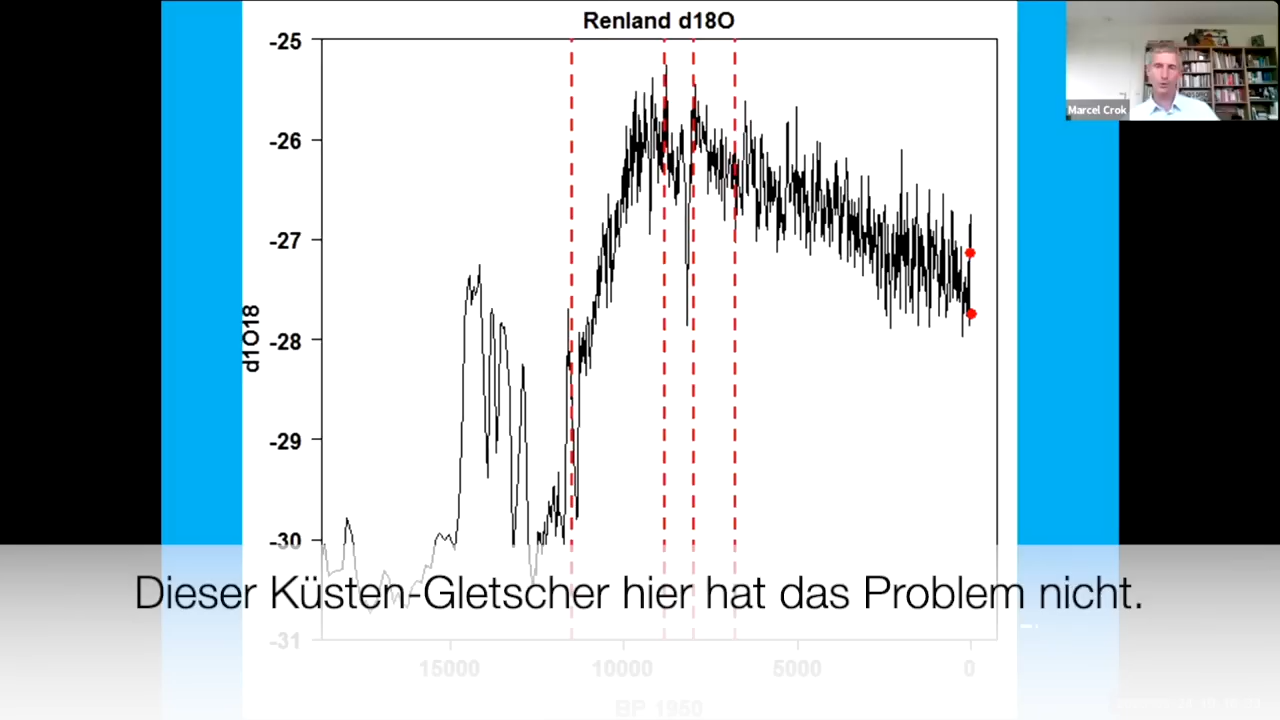 Renland d18O
Marcel Crok
-25
-26
-27
-28
-29
-30
-31
d1O18
15000
10000
5000
0
BP 1950
Dieser Küsten-Gletscher hier hat das Problem nicht.